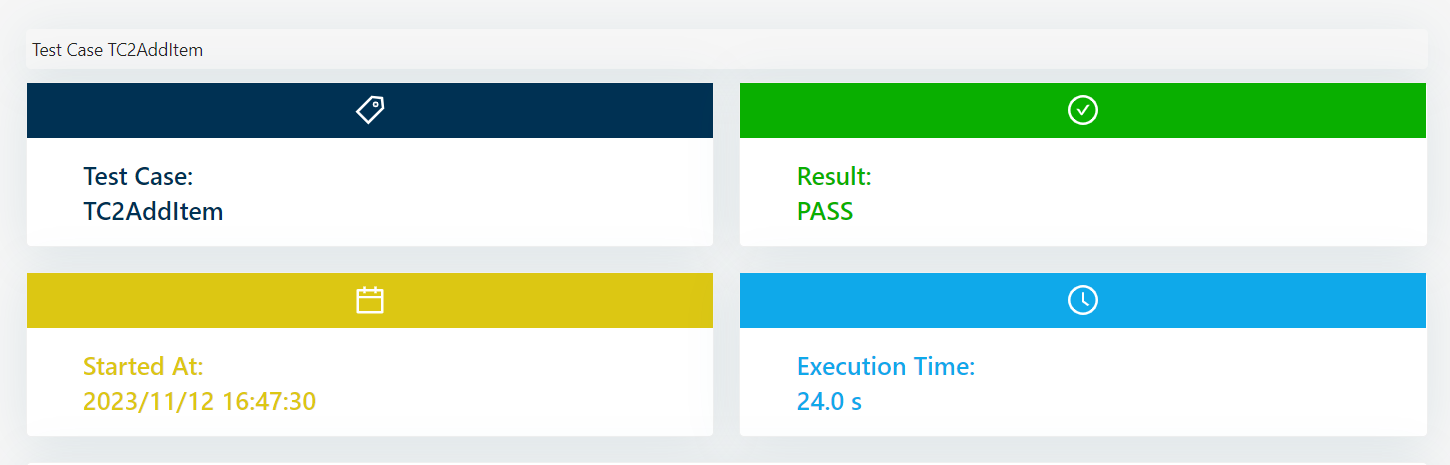 Test Case TC2AddItem
Test Case:
TC2AddItem
Result:
PASS
Started At:
2023/11/12 16:47:30
Execution Time:
24.0 s